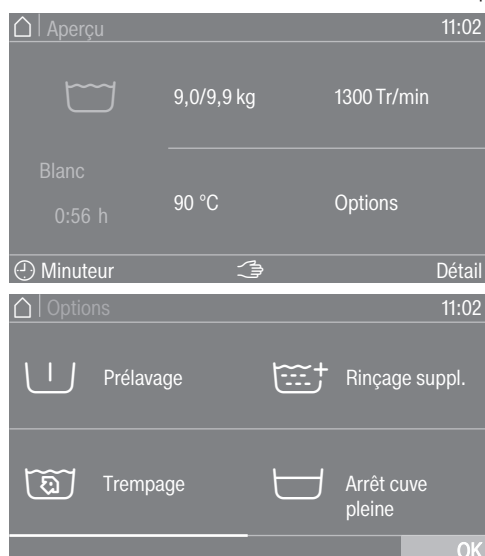 Aperçu 11:02
9,0/9,9 kg 1300 Tr/min
Blanc
0:56 h
90 °C Options
Minuteur Détail
Options 11:02
Prélavage Rinçage suppl.
Trempage Arrêt cuve
pleine
OK